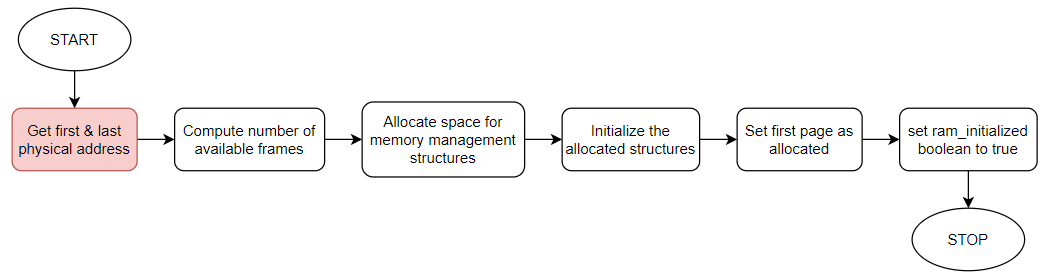 START
Get first & last
physical address
Compute number of
available frames
Allocate space for
memory management
structures
Initialize the
allocated structures
Set first page as
allocated
set ram_initialized
boolean to true
STOP